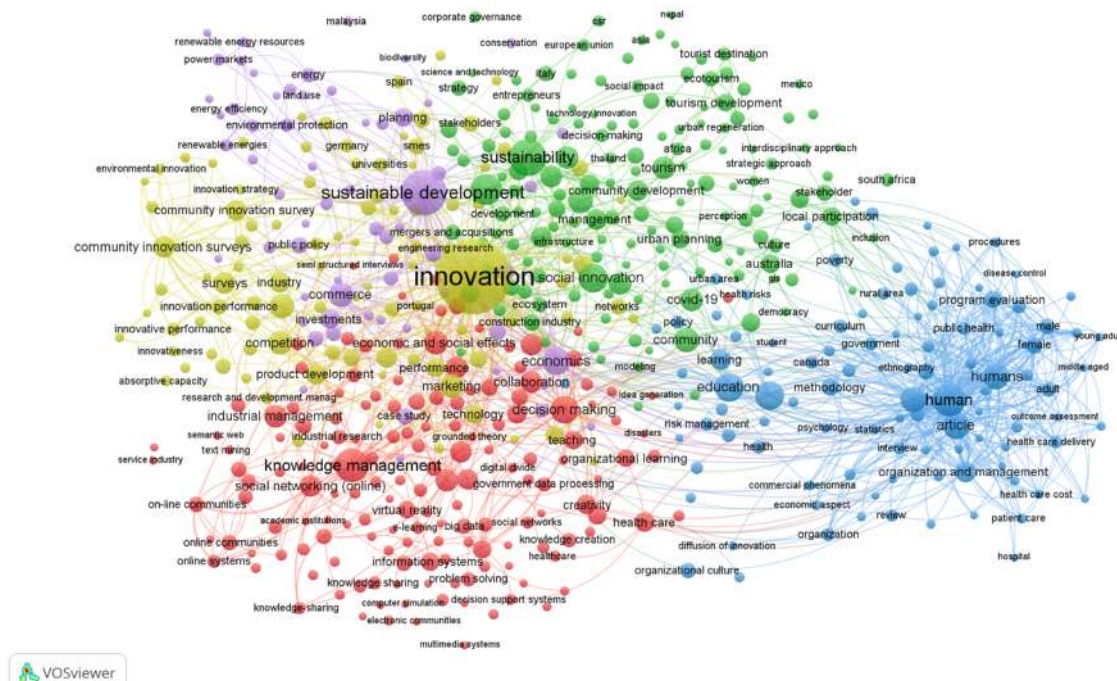 malaysia
corporate governance
csr
nepal
renewable energy resources
power markets
biodiversity
conservation
european union
asia
tourist destination
energy
science and technology
italy
spain
strategy
social impact
ecotourism
mexico
land use
entrepreneurs
energy efficiency
technology innovation
tourism development
environmental protection
planning
stakeholders
decision-making
urban regeneration
renewable energies
germany
smes
africa
interdisciplinary approach
environmental innovation
universities
sustainability
thailand
tourism
strategic approach
innovation strategy
sustainable development
community development
women
stakeholder
south africa
community innovation survey
development
management
perception
local participation
mergers and acquisitions
public policy
engineering research
infrastructure
urban planning
culture
inclusion
community innovation surveys
semi structured interviews
australia
poverty
procedures
surveys
industry
innovation
social innovation
urban area
gis
disease control
commerce
health risks
rural area
innovation performance
portugal
ecosystem
networks
covid-19
democracy
program evaluation
investments
construction industry
policy
curriculum
public health
male
innovative performance
competition
economic and social effects
community
student
government
female
young adu
innovativeness
economics
learning
canada
ethnography
middle aged
absorptive capacity
product development
performance
modeling
humans
research and development manag
marketing
collaboration
education
methodology
adult
industrial management
case study
technology
decision making
idea generation
human
outcome assessment
semantic web
industrial research
grounded theory
teaching
disasters
risk management
psychology
statistics
article
text mining
health
interview
health care delivery
service industry
knowledge management
digital divide
organizational learning
organization and management
social networking (online)
government data processing
commercial phenomena
health care cost
on-line communities
virtual reality
creativity
economic aspect
academic institutions
e-learning
big data
social networks
health care
review
patient care
online communities
knowledge creation
organization
online systems
information systems
healthcare
diffusion of innovation
hospital
knowledge sharing
problem solving
organizational culture
knowledge-sharing
computer simulation
decision support systems
electronic communities
multimedia systems
VOSviewer